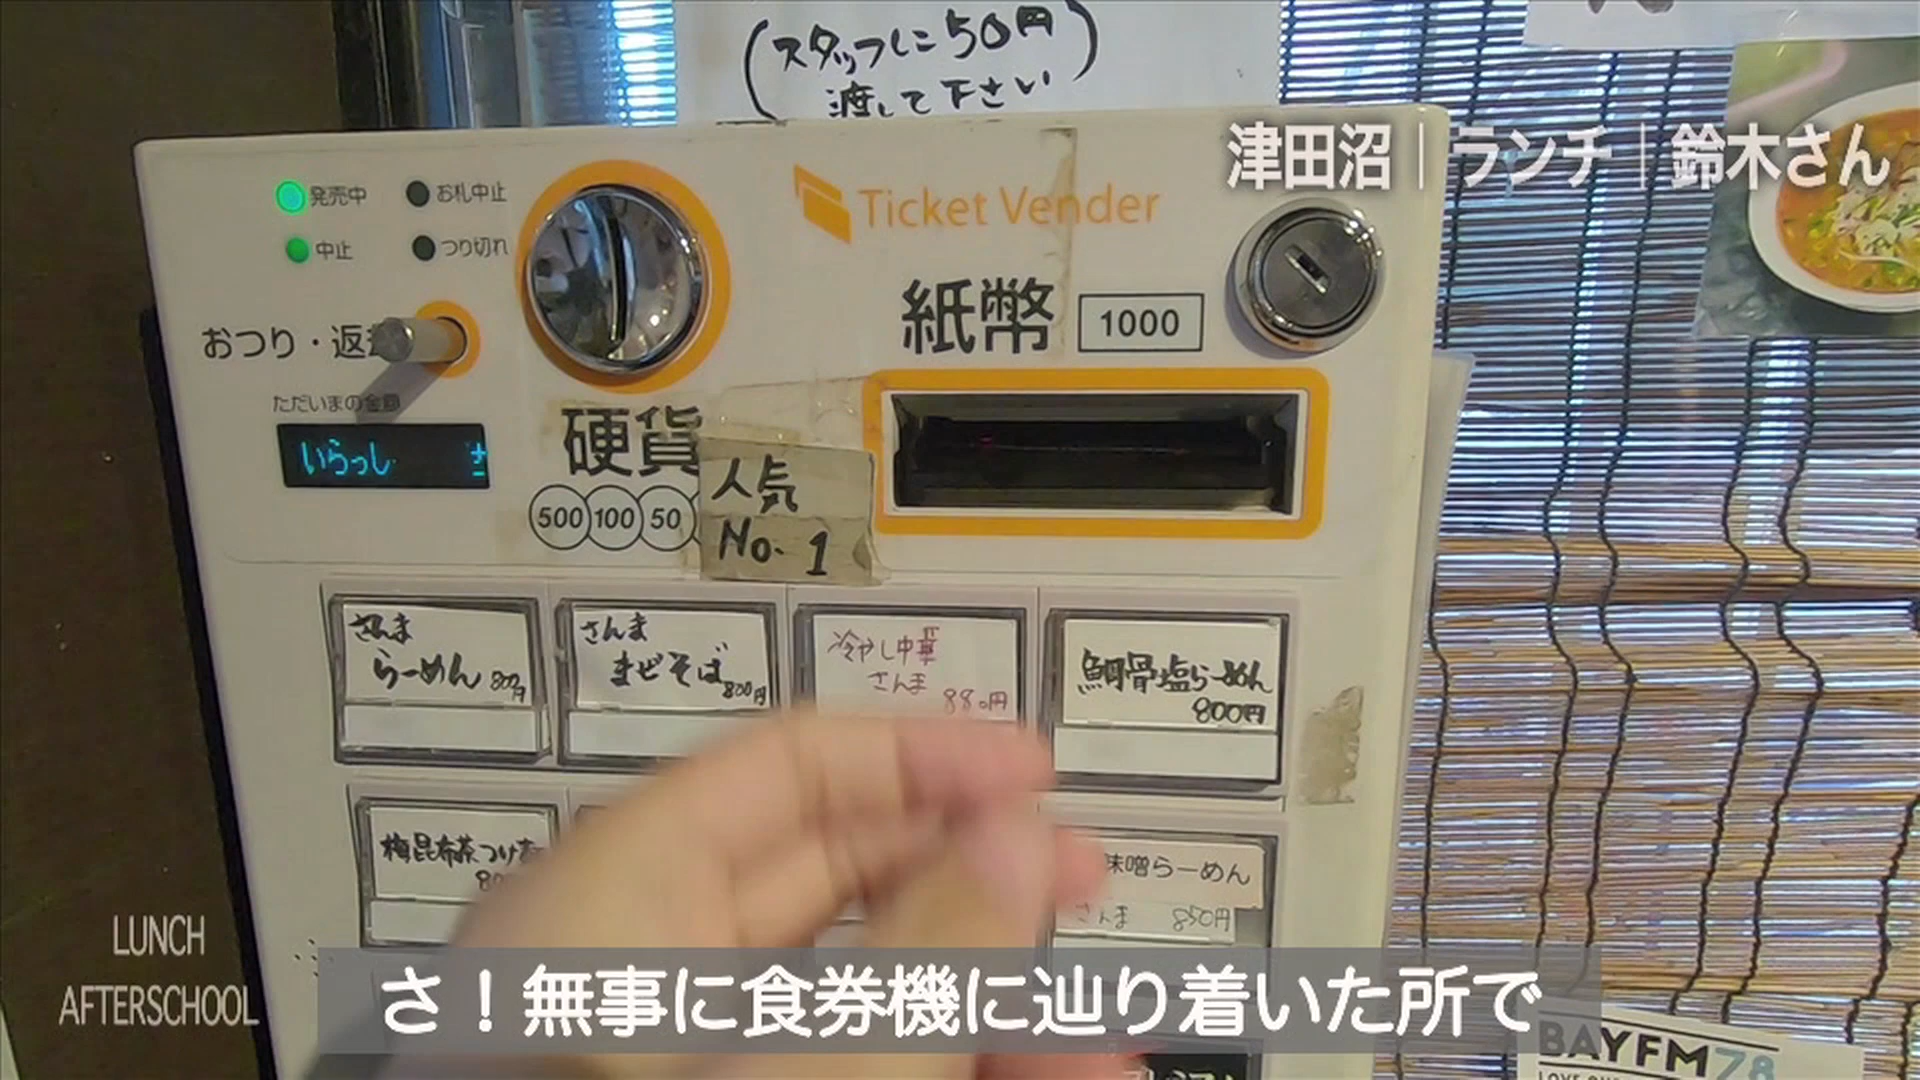 (スタッフに50円
渡して下さい)
津田沼｜ランチ｜鈴木さん
発売中
お札中止
中止
つり切れ
Ticket Vender
紙幣 1000
おつり・返却
ただいまの金額
いらっし
硬貨
500 100 50
人気
No.1
さんま
らーめん 800円
さんま
まぜそば 800円
冷やし中華
さんま
880円
鯛骨塩らーめん
800円
梅昆布茶つけ
味噌らーめん
さんま 850円
LUNCH
AFTERSCHOOL
さ！無事に食券機に辿り着いた所で
BAYFM78